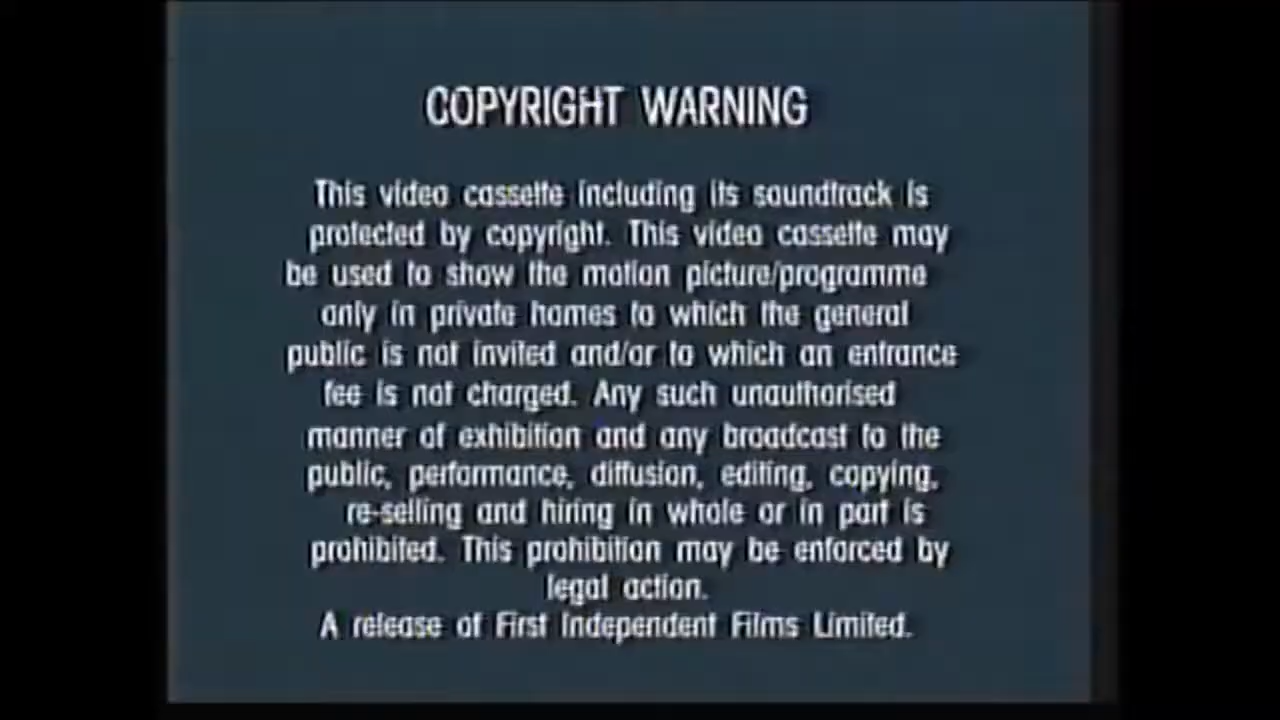 COPYRIGHT WARNING
This video cassette including its soundtrack is
protected by copyright. This video cassette may
be used to show the motion picture/programme
only in private homes to which the general
public is not invited and/or to which an entrance
fee is not charged. Any such unauthorised
manner of exhibition and any broadcast to the
public, performance, diffusion, editing, copying,
re-selling and hiring in whole or in part is
prohibited. This prohibition may be enforced by
legal action.
A release of First Independent Films Limited.